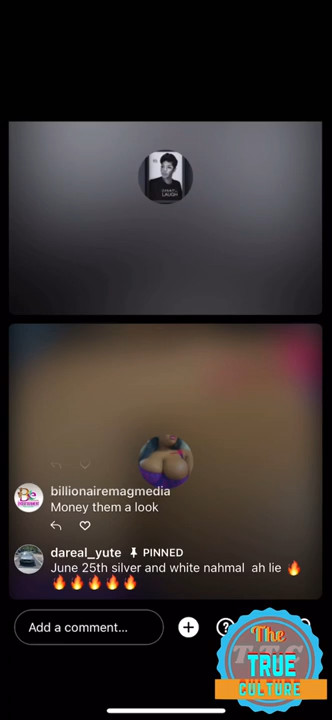 billionairemagmedia
Money them a look
dareal_yute PINNED
June 25th silver and white nahmal ah lie 🔥
🔥🔥🔥🔥🔥
Add a comment...
The
TRUE
CULTURE